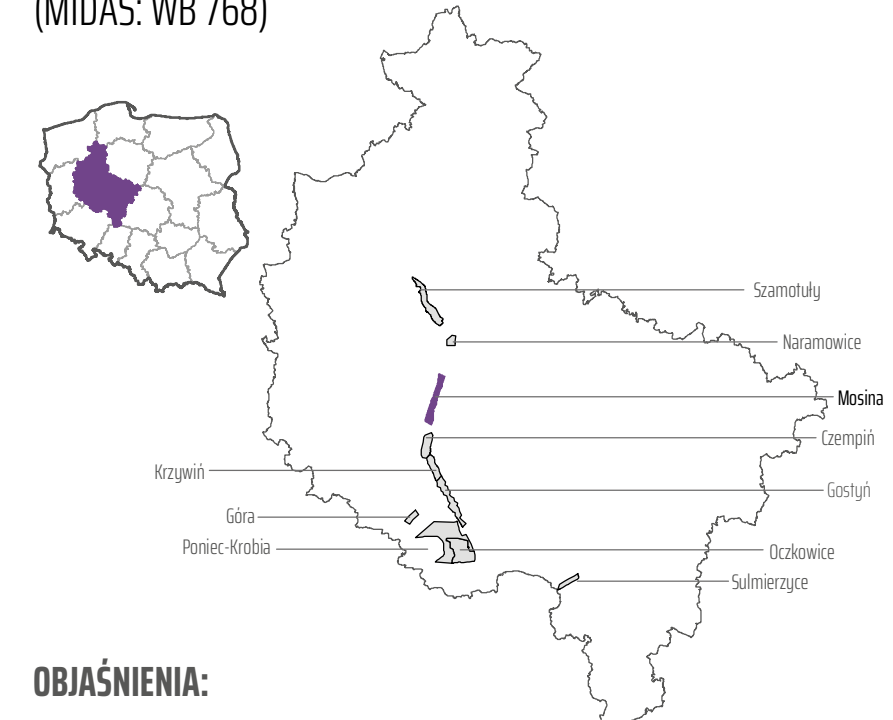 (MIDAS: WB 768)
Szamotuły
Naramowice
Mosina
Czempiń
Krzywiń
Gostyń
Góra
Poniec-Krobia
Oczkowice
Sulmierzyce
OBJAŚNIENIA: